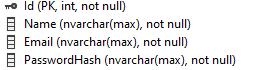 Id (PK, int, not null)
Name (nvarchar(max), not null)
Email (nvarchar(max), not null)
PasswordHash (nvarchar(max), not null)